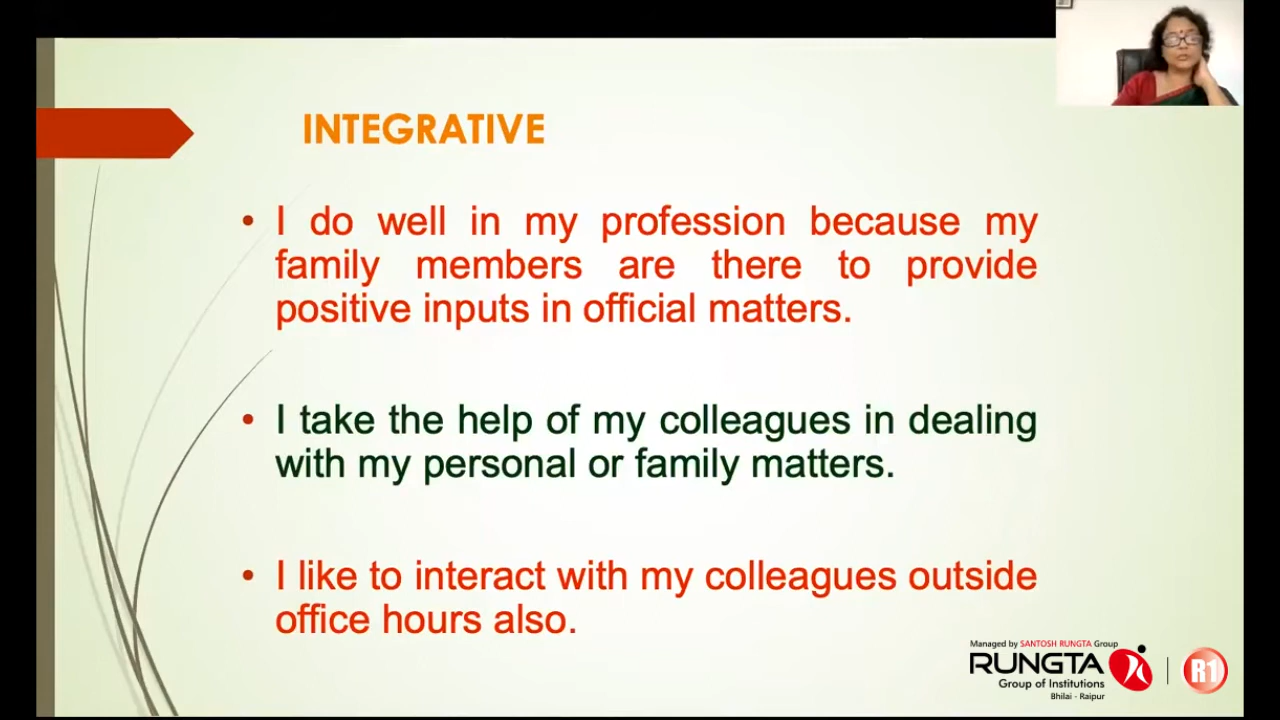 INTEGRATIVE
• I do well in my profession because my
family members are there to provide
positive inputs in official matters.
• I take the help of my colleagues in dealing
with my personal or family matters.
• I like to interact with my colleagues outside
office hours also.
Managed by SANTOSH RUNGTA Group
RUNGTA
Group of Institutions
Bhilai - Raipur
R1